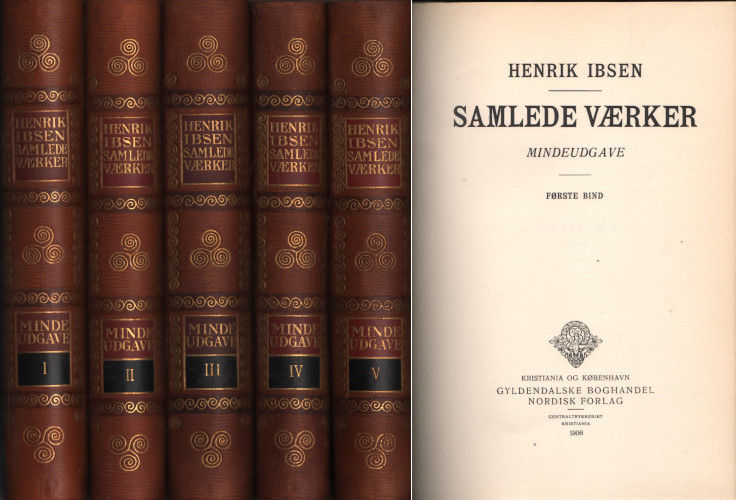 HENRIK
IBSEN
SAMLEDE
VÆRKER
MINDE
UDGAVE
I
HENRIK
IBSEN
SAMLEDE
VÆRKER
MINDE
UDGAVE
II
HENRIK
IBSEN
SAMLEDE
VÆRKER
MINDE
UDGAVE
III
HENRIK
IBSEN
SAMLEDE
VÆRKER
MINDE
UDGAVE
IV
HENRIK
IBSEN
SAMLEDE
VÆRKER
MINDE
UDGAVE
V
HENRIK IBSEN
SAMLEDE VÆRKER
MINDEUDGAVE
FØRSTE BIND
KRISTIANIA OG KØBENHAVN
GYLDENDALSKE BOGHANDEL
NORDISK FORLAG
CENTRALTRYKKERIET
KRISTIANIA
1906